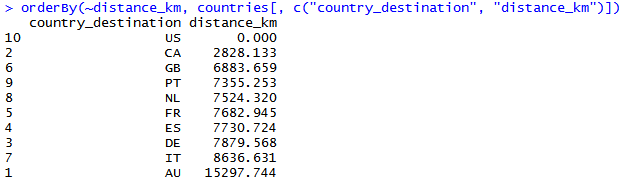 > orderBy(~distance_km, countries[, c("country_destination", "distance_km")])
country_destination distance_km
10 US 0.000
2 CA 2828.133
6 GB 6883.659
9 PT 7355.253
8 NL 7524.320
5 FR 7682.945
4 ES 7730.724
3 DE 7879.568
7 IT 8636.631
1 AU 15297.744